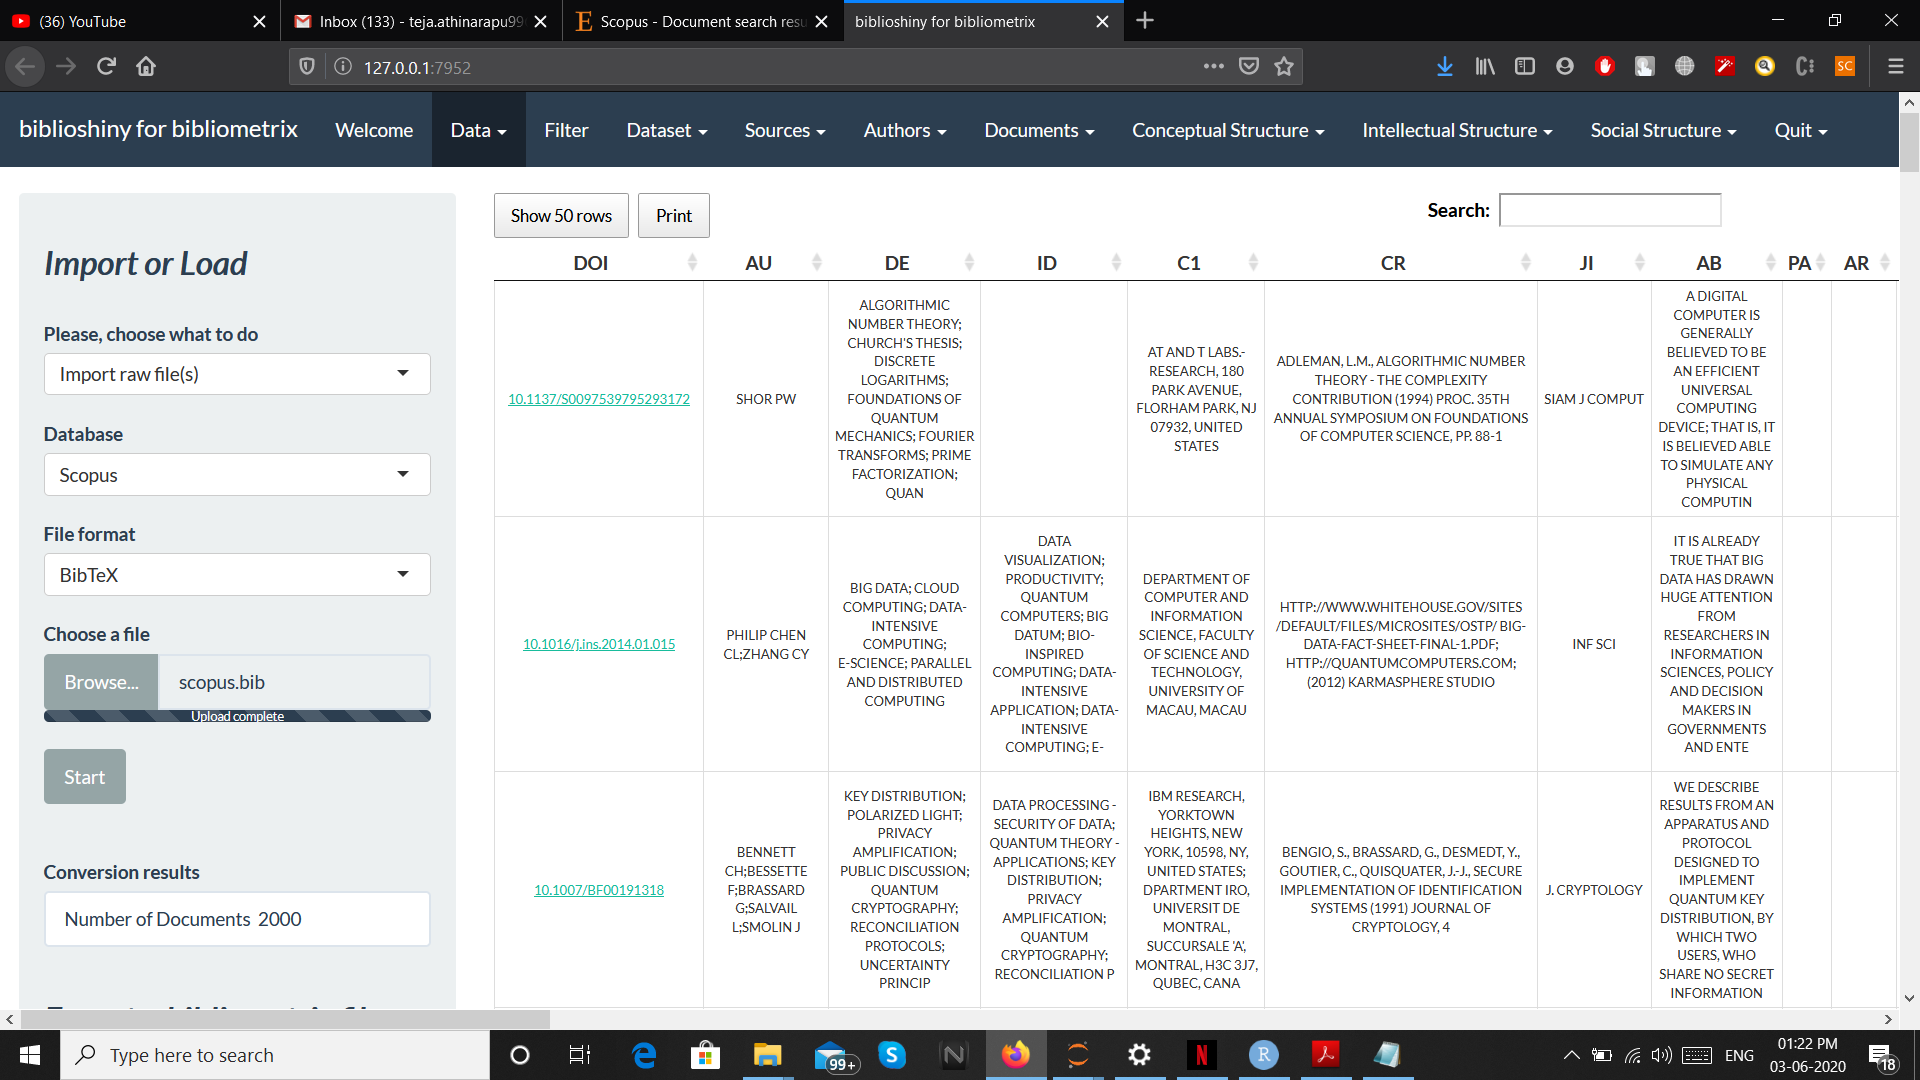 (36) YouTube
Inbox (133) - teja.athinarapu99
Scopus - Document search resu
biblioshiny for bibliometrix
127.0.0.1:7952
SC
biblioshiny for bibliometrix
Welcome
Data
Filter
Dataset
Sources
Authors
Documents
Conceptual Structure
Intellectual Structure
Social Structure
Quit
Import or Load
Please, choose what to do
Import raw file(s)
Database
Scopus
File format
BibTeX
Choose a file
Browse...
scopus.bib
Upload complete
Start
Conversion results
Number of Documents 2000
Show 50 rows
Print
Search:
DOI AU DE ID C1 CR JI AB PA AR
10.1137/S0097539795293172
SHOR PW
ALGORITHMIC
NUMBER THEORY;
CHURCH'S THESIS;
DISCRETE
LOGARITHMS;
FOUNDATIONS OF
QUANTUM
MECHANICS; FOURIER
TRANSFORMS; PRIME
FACTORIZATION;
QUAN
AT AND T LABS.-
RESEARCH, 180
PARK AVENUE,
FLORHAM PARK, NJ
07932, UNITED
STATES
ADLEMAN, L.M., ALGORITHMIC NUMBER
THEORY - THE COMPLEXITY
CONTRIBUTION (1994) PROC. 35TH
ANNUAL SYMPOSIUM ON FOUNDATIONS
OF COMPUTER SCIENCE, PP. 88-1
SIAM J COMPUT
A DIGITAL
COMPUTER IS
GENERALLY
BELIEVED TO BE
AN EFFICIENT
UNIVERSAL
COMPUTING
DEVICE; THAT IS, IT
IS BELIEVED ABLE
TO SIMULATE ANY
PHYSICAL
COMPUTIN
10.1016/j.ins.2014.01.015
PHILIP CHEN
CL;ZHANG CY
BIG DATA; CLOUD
COMPUTING; DATA-
INTENSIVE
COMPUTING;
E-SCIENCE; PARALLEL
AND DISTRIBUTED
COMPUTING
DATA
VISUALIZATION;
PRODUCTIVITY;
QUANTUM
COMPUTERS; BIG
DATUM; BIO-
INSPIRED
COMPUTING; DATA-
INTENSIVE
APPLICATION; DATA-
INTENSIVE
COMPUTING; E-
DEPARTMENT OF
COMPUTER AND
INFORMATION
SCIENCE, FACULTY
OF SCIENCE AND
TECHNOLOGY,
UNIVERSITY OF
MACAU, MACAU
HTTP://WWW.WHITEHOUSE.GOV/SITES
/DEFAULT/FILES/MICROSITES/OSTP/ BIG-
DATA-FACT-SHEET-FINAL-1.PDF;
HTTP://QUANTUMCOMPUTERS.COM;
(2012) KARMASPHERE STUDIO
INF SCI
IT IS ALREADY
TRUE THAT BIG
DATA HAS DRAWN
HUGE ATTENTION
FROM
RESEARCHERS IN
INFORMATION
SCIENCES, POLICY
AND DECISION
MAKERS IN
GOVERNMENTS
AND ENTE
10.1007/BF00191318
BENNETT
CH;BESSETTE
F;BRASSARD
G;SALVAIL
L;SMOLIN J
KEY DISTRIBUTION;
POLARIZED LIGHT;
PRIVACY
AMPLIFICATION;
PUBLIC DISCUSSION;
QUANTUM
CRYPTOGRAPHY;
RECONCILIATION
PROTOCOLS;
UNCERTAINTY
PRINCIP
DATA PROCESSING -
SECURITY OF DATA;
QUANTUM THEORY -
APPLICATIONS; KEY
DISTRIBUTION;
PRIVACY
AMPLIFICATION;
QUANTUM
CRYPTOGRAPHY;
RECONCILIATION P
IBM RESEARCH,
YORKTOWN
HEIGHTS, NEW
YORK, 10598, NY,
UNITED STATES;
DPARTMENT IRO,
UNIVERSIT DE
MONTRAL,
SUCCURSALE 'A',
MONTRAL, H3C 3J7,
QUBEC, CANA
BENGIO, S., BRASSARD, G., DESMEDT, Y.,
GOUTIER, C., QUISQUATER, J.-J., SECURE
IMPLEMENTATION OF IDENTIFICATION
SYSTEMS (1991) JOURNAL OF
CRYPTOLOGY, 4
J. CRYPTOLOGY
WE DESCRIBE
RESULTS FROM AN
APPARATUS AND
PROTOCOL
DESIGNED TO
IMPLEMENT
QUANTUM KEY
DISTRIBUTION, BY
WHICH TWO
USERS, WHO
SHARE NO SECRET
INFORMATION
Type here to search
99+
ENG
01:22 PM
03-06-2020
18